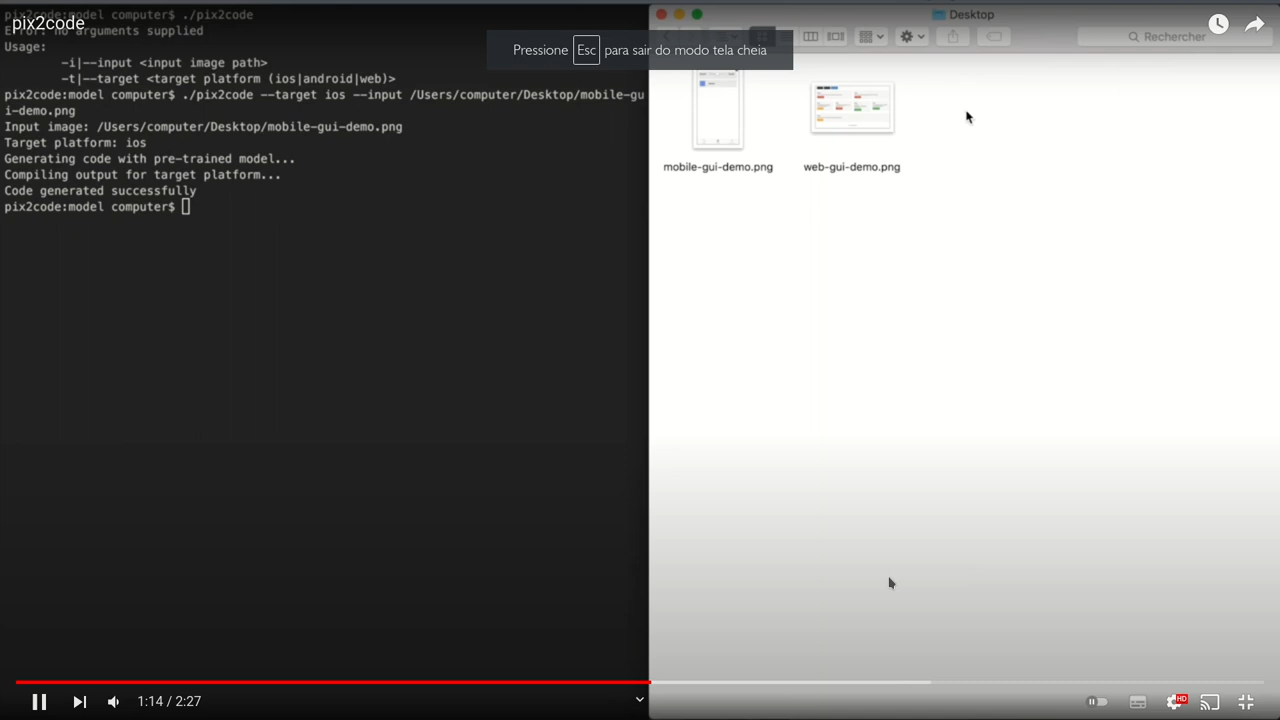 pix2code:model computer$ ./pix2code
pix2code
Error: no arguments supplied
Usage:
-i|--input <input image path>
-t|--target <target platform (ios|android|web)>
pix2code:model computer$ ./pix2code --target ios --input /Users/computer/Desktop/mobile-gu
i-demo.png
Input image: /Users/computer/Desktop/mobile-gui-demo.png
Target platform: ios
Generating code with pre-trained model...
Compiling output for target platform...
Code generated successfully
pix2code:model computer$
Desktop
Pressione Esc para sair do modo tela cheia
Rechercher
mobile-gui-demo.png
web-gui-demo.png
1:14 / 2:27
HD